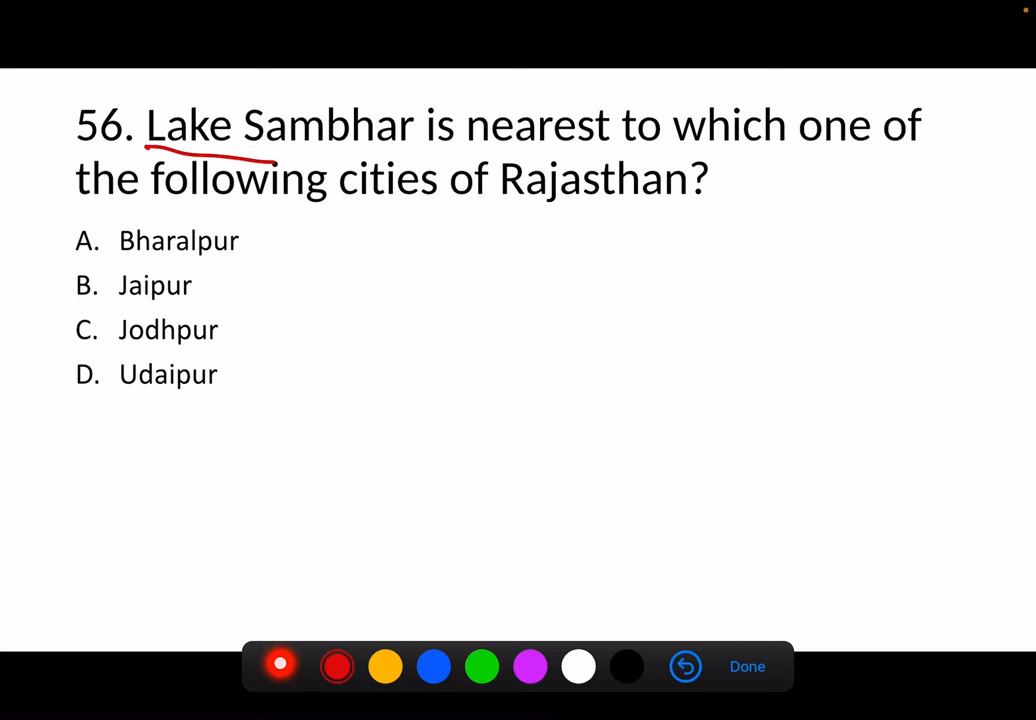 56. Lake Sambhar is nearest to which one of
the following cities of Rajasthan?
A. Bharalpur
B. Jaipur
C. Jodhpur
D. Udaipur
Done